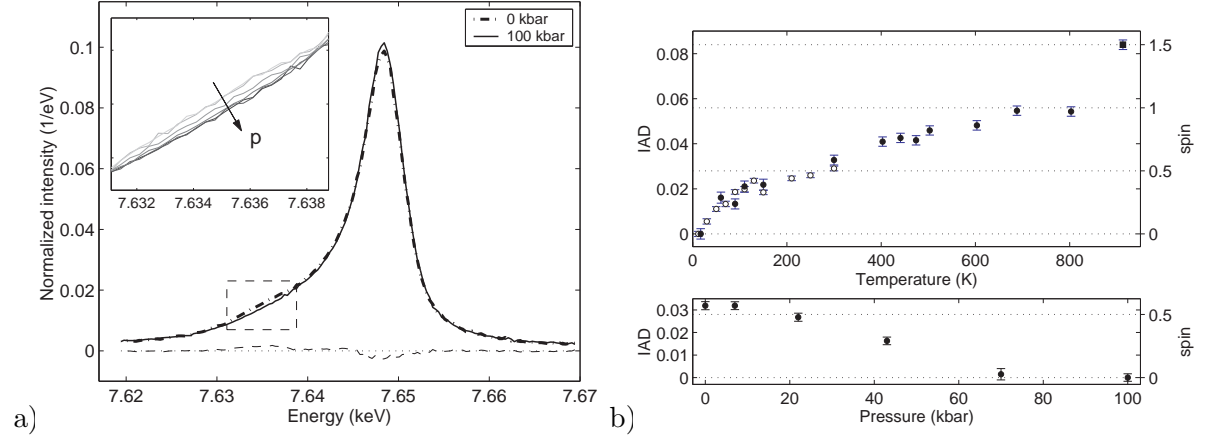 0 kbar
100 kbar
p
7.632 7.634 7.636 7.638
0.1
0.08
0.06
0.04
0.02
0
Normalized intensity (1/eV)
7.62 7.63 7.64 7.65 7.66 7.67
Energy (keV)
a)
0.08
0.06
0.04
0.02
0
IAD
1.5
1
0.5
0
spin
0 200 400 600 800
Temperature (K)
0.03
0.02
0.01
0
IAD
0.5
0
spin
0 20 40 60 80 100
Pressure (kbar)
b)